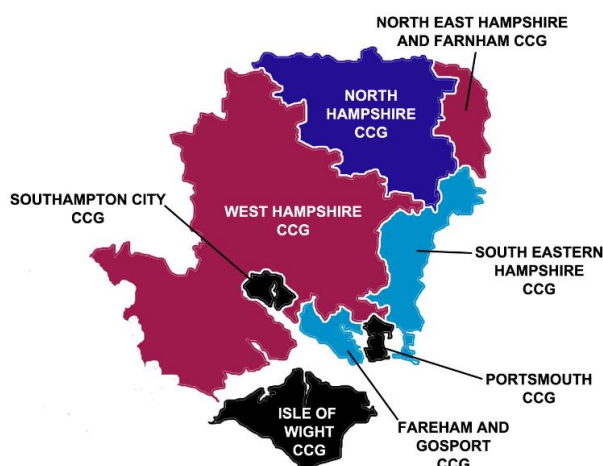 NORTH EAST HAMPSHIRE
AND FARNHAM CCG
NORTH
HAMPSHIRE
CCG
SOUTHAMPTON CITY
CCG
WEST HAMPSHIRE
CCG
SOUTH EASTERN
HAMPSHIRE
CCG
PORTSMOUTH
CCG
ISLE OF
WIGHT
CCG
FAREHAM AND
GOSPORT
CCG